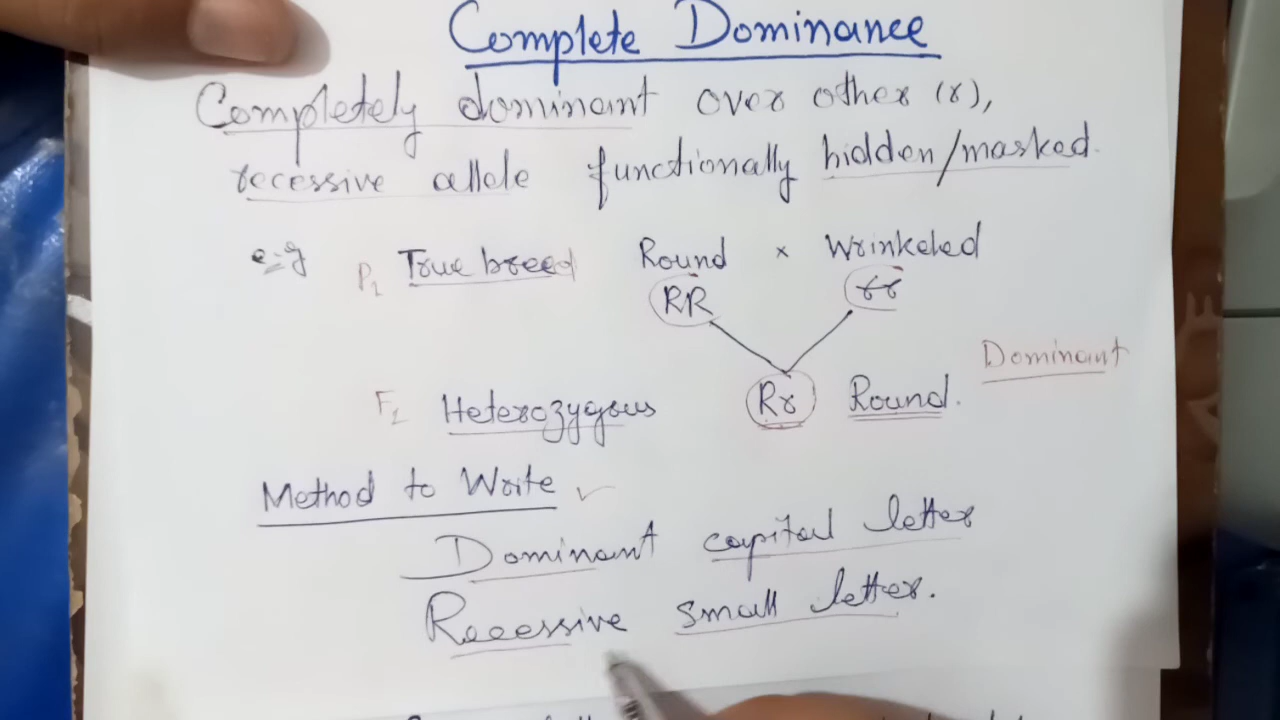 Complete Dominance
Completely dominant over other (r),
recessive allele functionally hidden/masked.
e.g P1 True breed Round × Wrinkeled
RR rr
Dominant
F1 Heterozygous Rr Round.
Method to Write ✓
Dominant capital letter
Recessive small letter.